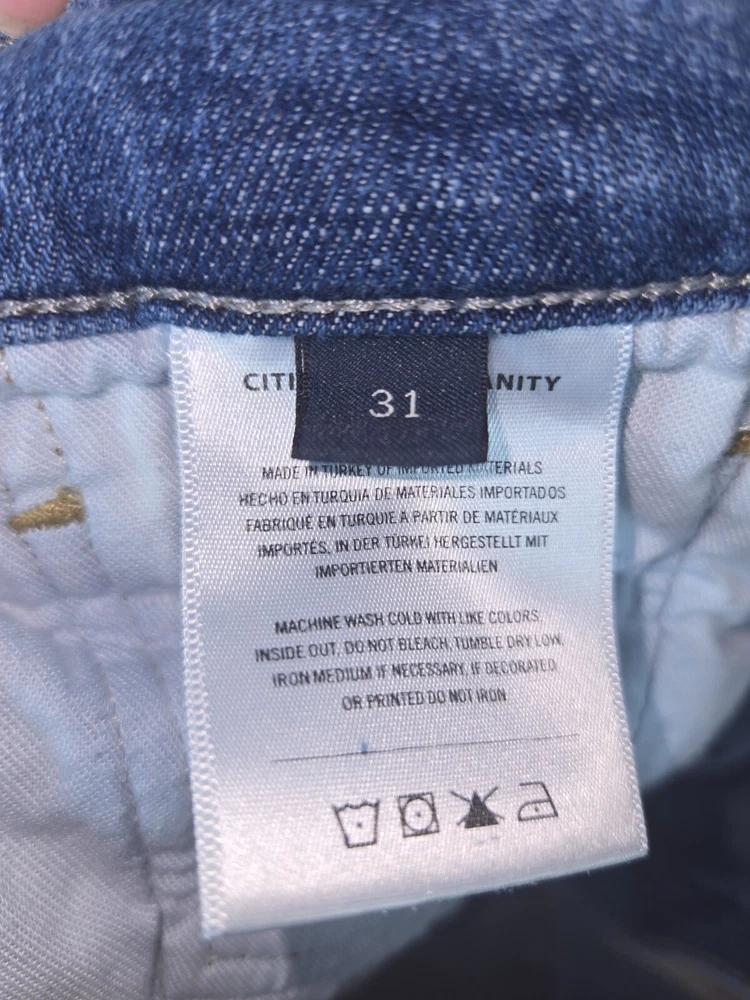 CITI ANITY
31
MADE IN TURKEY OF IMPORTED MATERIALS
HECHO EN TURQUIA DE MATERIALES IMPORTADOS
FABRIQUÉ EN TURQUIE À PARTIR DE MATÉRIAUX
IMPORTÉS, IN DER TÜRKEI HERGESTELLT MIT
IMPORTIERTEN MATERIALIEN
MACHINE WASH COLD WITH LIKE COLORS,
INSIDE OUT, DO NOT BLEACH, TUMBLE DRY LOW,
IRON MEDIUM IF NECESSARY, IF DECORATED
OR PRINTED DO NOT IRON